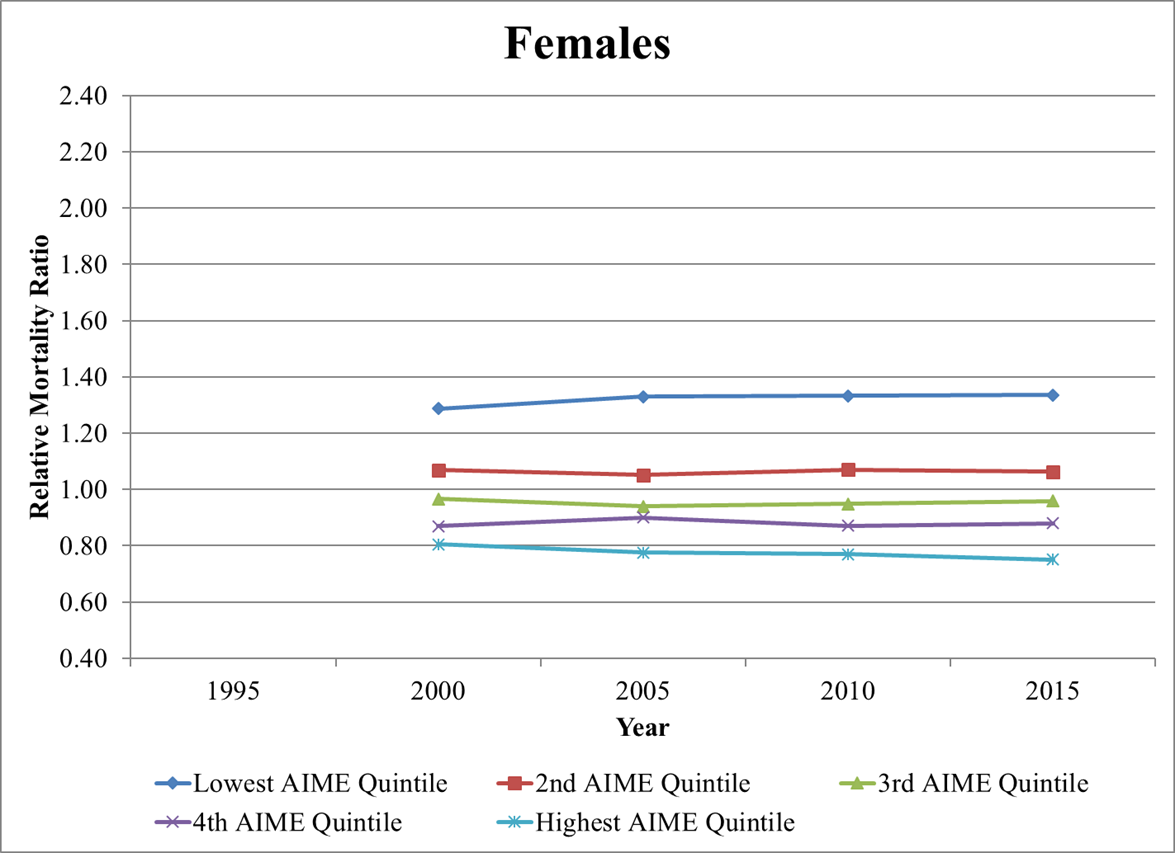 Females
2.40
2.20
2.00
1.80
1.60
1.40
1.20
1.00
0.80
0.60
0.40
Relative Mortality Ratio
1995 2000 2005 2010 2015
Year
Lowest AIME Quintile 2nd AIME Quintile 3rd AIME Quintile
4th AIME Quintile Highest AIME Quintile